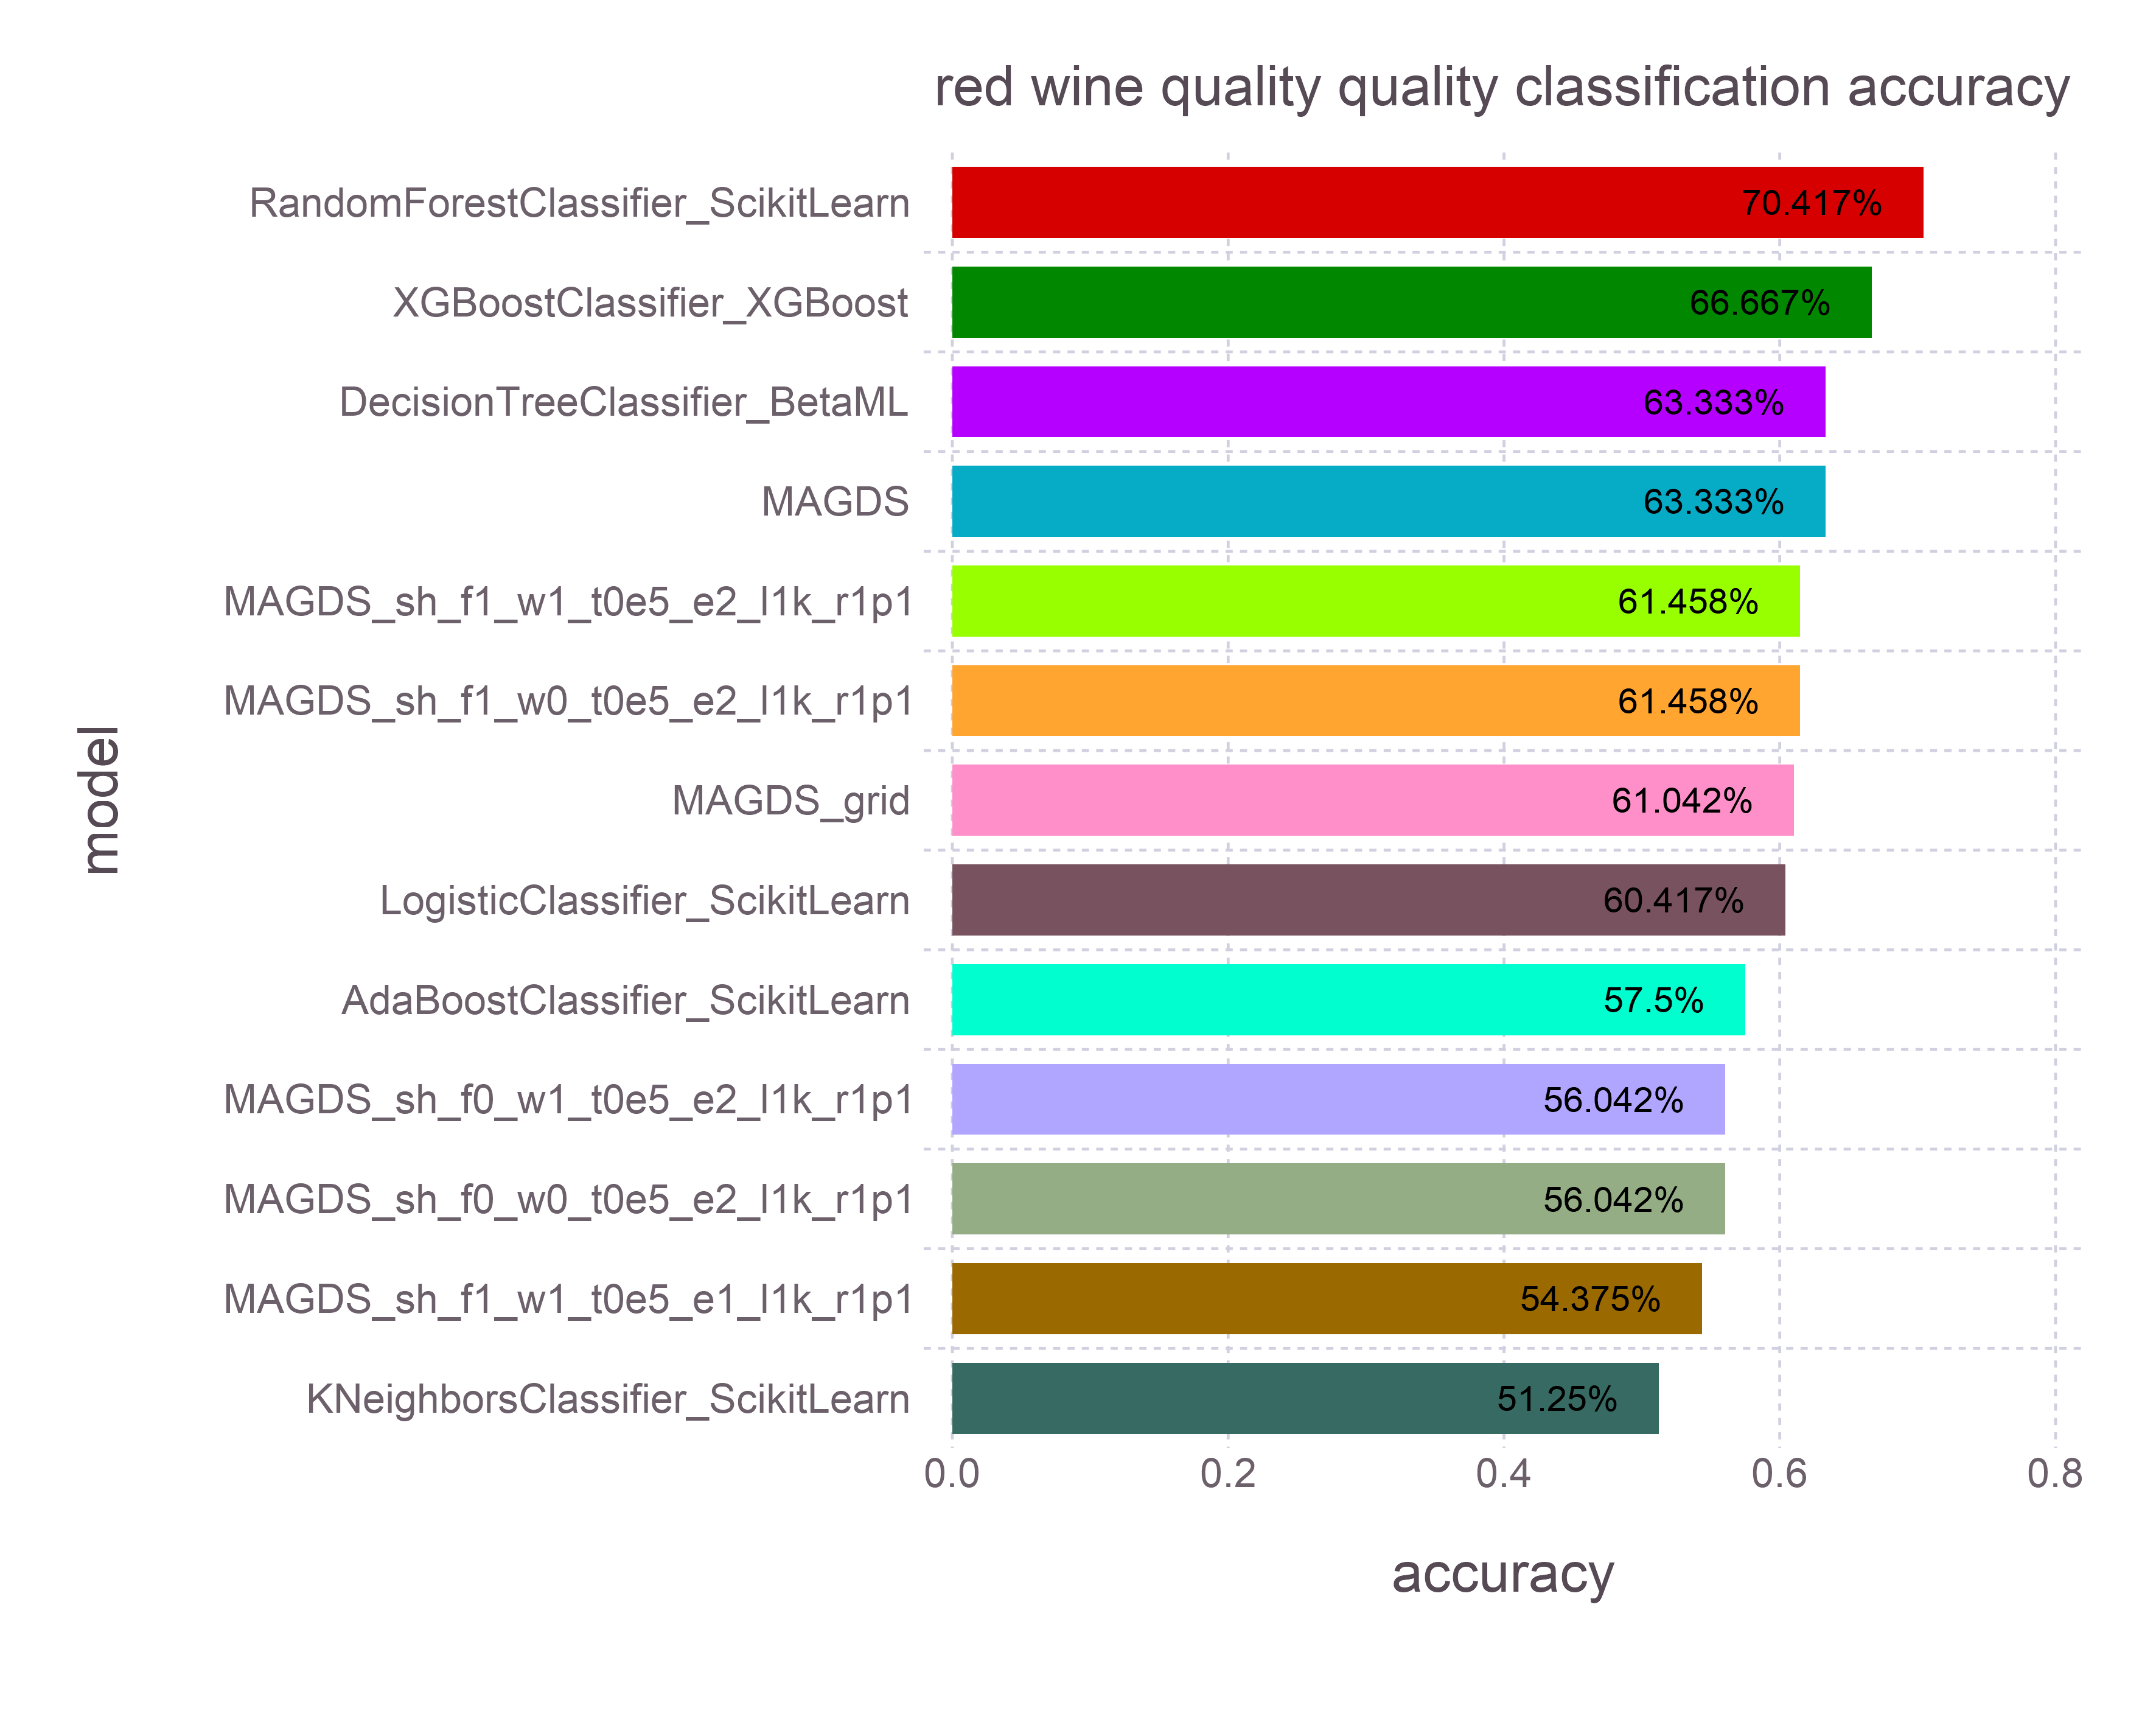 red wine quality quality classification accuracy
RandomForestClassifier_ScikitLearn
70.417%
XGBoostClassifier_XGBoost
66.667%
DecisionTreeClassifier_BetaML
63.333%
MAGDS
63.333%
MAGDS_sh_f1_w1_t0e5_e2_l1k_r1p1
61.458%
MAGDS_sh_f1_w0_t0e5_e2_l1k_r1p1
61.458%
MAGDS_grid
61.042%
LogisticClassifier_ScikitLearn
60.417%
AdaBoostClassifier_ScikitLearn
57.5%
MAGDS_sh_f0_w1_t0e5_e2_l1k_r1p1
56.042%
MAGDS_sh_f0_w0_t0e5_e2_l1k_r1p1
56.042%
MAGDS_sh_f1_w1_t0e5_e1_l1k_r1p1
54.375%
KNeighborsClassifier_ScikitLearn
51.25%
model
0.0 0.2 0.4 0.6 0.8
accuracy